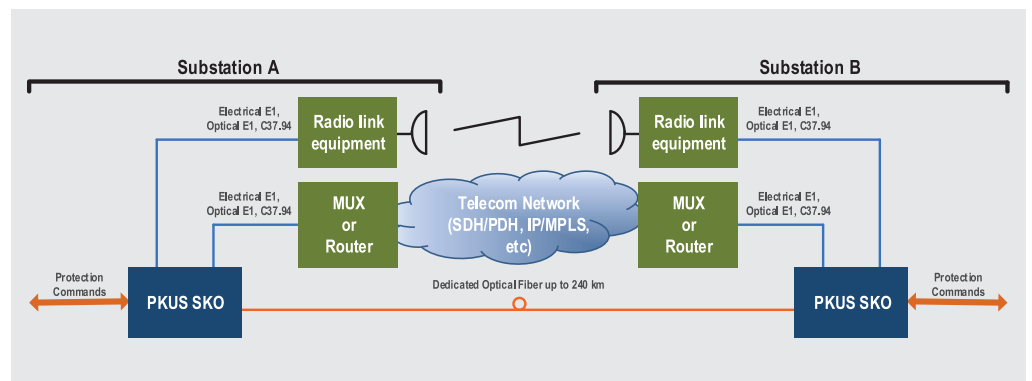 Substation A
Substation B
Electrical E1,
Optical E1, C37.94
Radio link
equipment
Radio link
equipment
Electrical E1,
Optical E1, C37.94
Electrical E1,
Optical E1, C37.94
MUX
or
Router
Telecom Network
(SDH/PDH, IP/MPLS,
etc)
MUX
or
Router
Electrical E1,
Optical E1, C37.94
Protection
Commands
PKUS SKO
Dedicated Optical Fiber up to 240 km
PKUS SKO
Protection
Commands